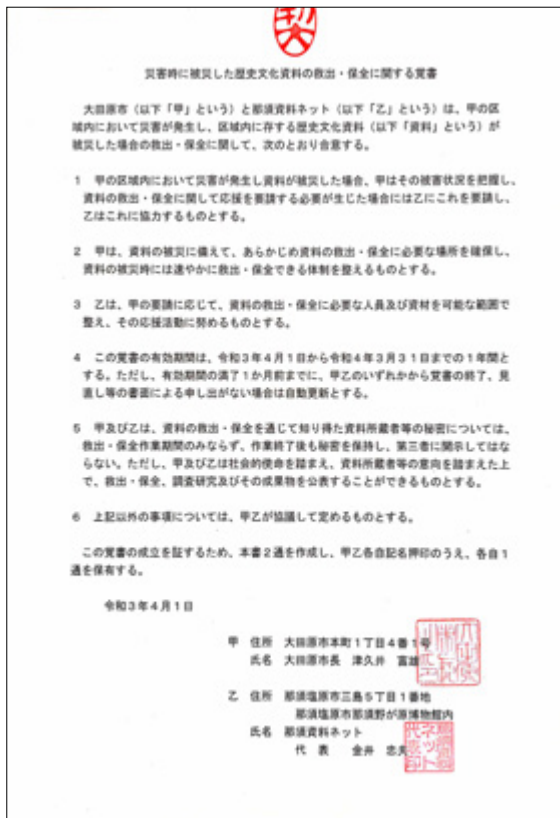 災害時に被災した歴史文化資料の救出・保全に関する覚書
大田原市（以下「甲」という）と那須資料ネット（以下「乙」という）は、甲の区
域内において災害が発生し、区域内に存する歴史文化資料（以下「資料」という）が
被災した場合の救出・保全に関して、次のとおり合意する。
1 甲の区域内において災害が発生し資料が被災した場合、甲はその被害状況を把握し、
資料の救出・保全に関して応援を要請する必要が生じた場合には乙にこれを要請し、
乙はこれに協力するものとする。
2 甲は、資料の被災に備えて、あらかじめ資料の救出・保全に必要な場所を確保し、
資料の被災時には速やかに救出・保全できる体制を整えるものとする。
3 乙は、甲の要請に応じて、資料の救出・保全に必要な人員及び資材を可能な範囲で
整え、その応援活動に努めるものとする。
4 この覚書の有効期間は、令和3年4月1日から令和4年3月31日までの1年間と
する。ただし、有効期間の満了1か月前までに、甲乙のいずれかから覚書の終了、見
直し等の書面による申し出がない場合は自動更新とする。
5 甲及び乙は、資料の救出・保全を通じて知り得た資料所蔵者等の秘密については、
救出・保全作業期間のみならず、作業終了後も秘密を保持し、第三者に開示してはな
らない。ただし、甲及び乙は社会的使命を踏まえ、資料所蔵者等の意向を踏まえた上
で、救出・保全、調査研究及びその成果物を公表することができるものとする。
6 上記以外の事項については、甲乙が協議して定めるものとする。
この覚書の成立を証するため、本書2通を作成し、甲乙各自記名押印のうえ、各自1
通を保有する。
令和3年4月1日
甲 住所 大田原市本町1丁目4番1号
氏名 大田原市長 津久井 富雄
乙 住所 那須塩原市三島5丁目1番地
那須塩原市那須野が原博物館内
氏名 那須資料ネット
代 表 金井 忠夫